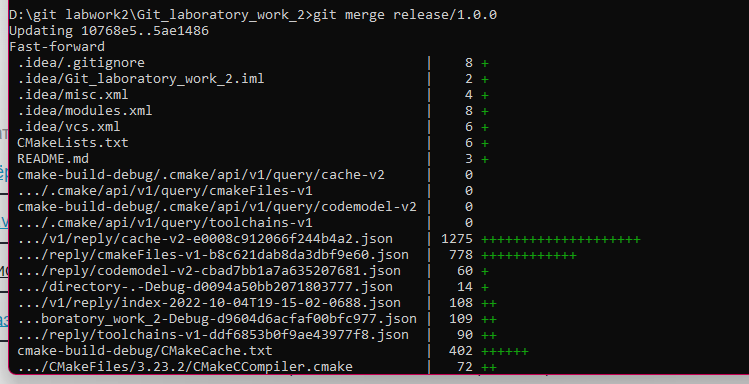 D:\git labwork2\Git_laboratory_work_2>git merge release/1.0.0
Updating 10768e5..5ae1486
Fast-forward
 .idea/.gitignore                                   |    8 +
 .idea/Git_laboratory_work_2.iml                    |    2 +
 .idea/misc.xml                                     |    4 +
 .idea/modules.xml                                  |    8 +
 .idea/vcs.xml                                      |    6 +
 CMakeLists.txt                                     |    6 +
 README.md                                          |    3 +
 cmake-build-debug/.cmake/api/v1/query/cache-v2     |    0
 .../.cmake/api/v1/query/cmakeFiles-v1              |    0
 cmake-build-debug/.cmake/api/v1/query/codemodel-v2 |    0
 .../.cmake/api/v1/query/toolchains-v1              |    0
 .../v1/reply/cache-v2-e0008c912066f244b4a2.json    | 1275 ++++++++++++++++++++
 .../reply/cmakeFiles-v1-b8c621dab8da3dbf9e60.json  |  778 ++++++++++++
 .../reply/codemodel-v2-cbad7bb1a7a635207681.json   |   60 +
 .../directory-.-Debug-d0094a50bb2071803777.json    |   14 +
 .../v1/reply/index-2022-10-04T19-15-02-0688.json   |  108 ++
 ...boratory_work_2-Debug-d9604d6acfaf00bfc977.json |  109 ++
 .../reply/toolchains-v1-ddf6853b0f9ae43977f8.json  |   90 ++
 cmake-build-debug/CMakeCache.txt                   |  402 ++++++
 .../CMakeFiles/3.23.2/CMakeCCompiler.cmake         |   72 ++